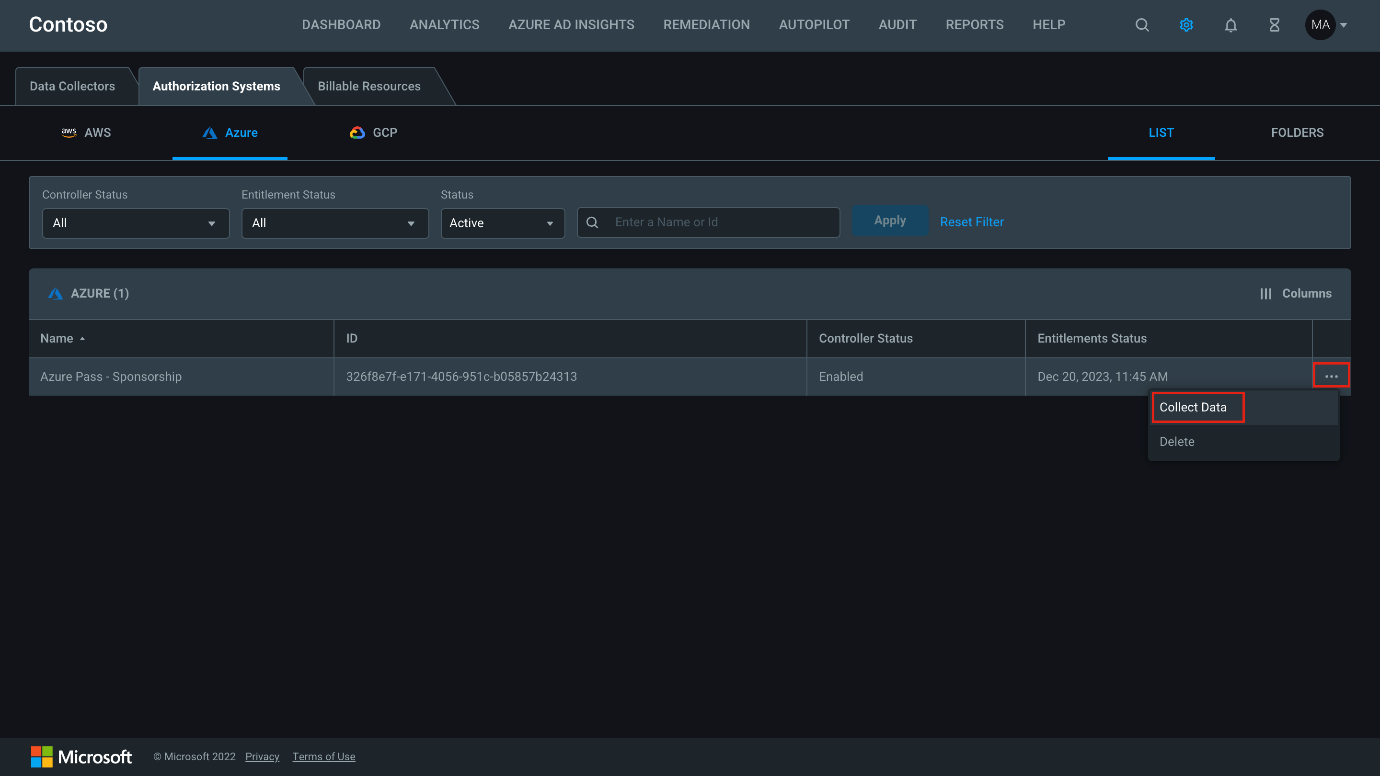 Contoso
DASHBOARD ANALYTICS AZURE AD INSIGHTS REMEDIATION AUTOPILOT AUDIT REPORTS HELP MA
Data Collectors Authorization Systems Billable Resources
aws AWS Azure GCP LIST FOLDERS
Controller Status Entitlement Status Status
All All Active Enter a Name or Id Apply Reset Filter
AZURE (1) Columns
Name ID Controller Status Entitlements Status
Azure Pass - Sponsorship 326f8e7f-e171-4056-951c-b05857b24313 Enabled Dec 20, 2023, 11:45 AM
Collect Data
Delete
Microsoft © Microsoft 2022 Privacy Terms of Use